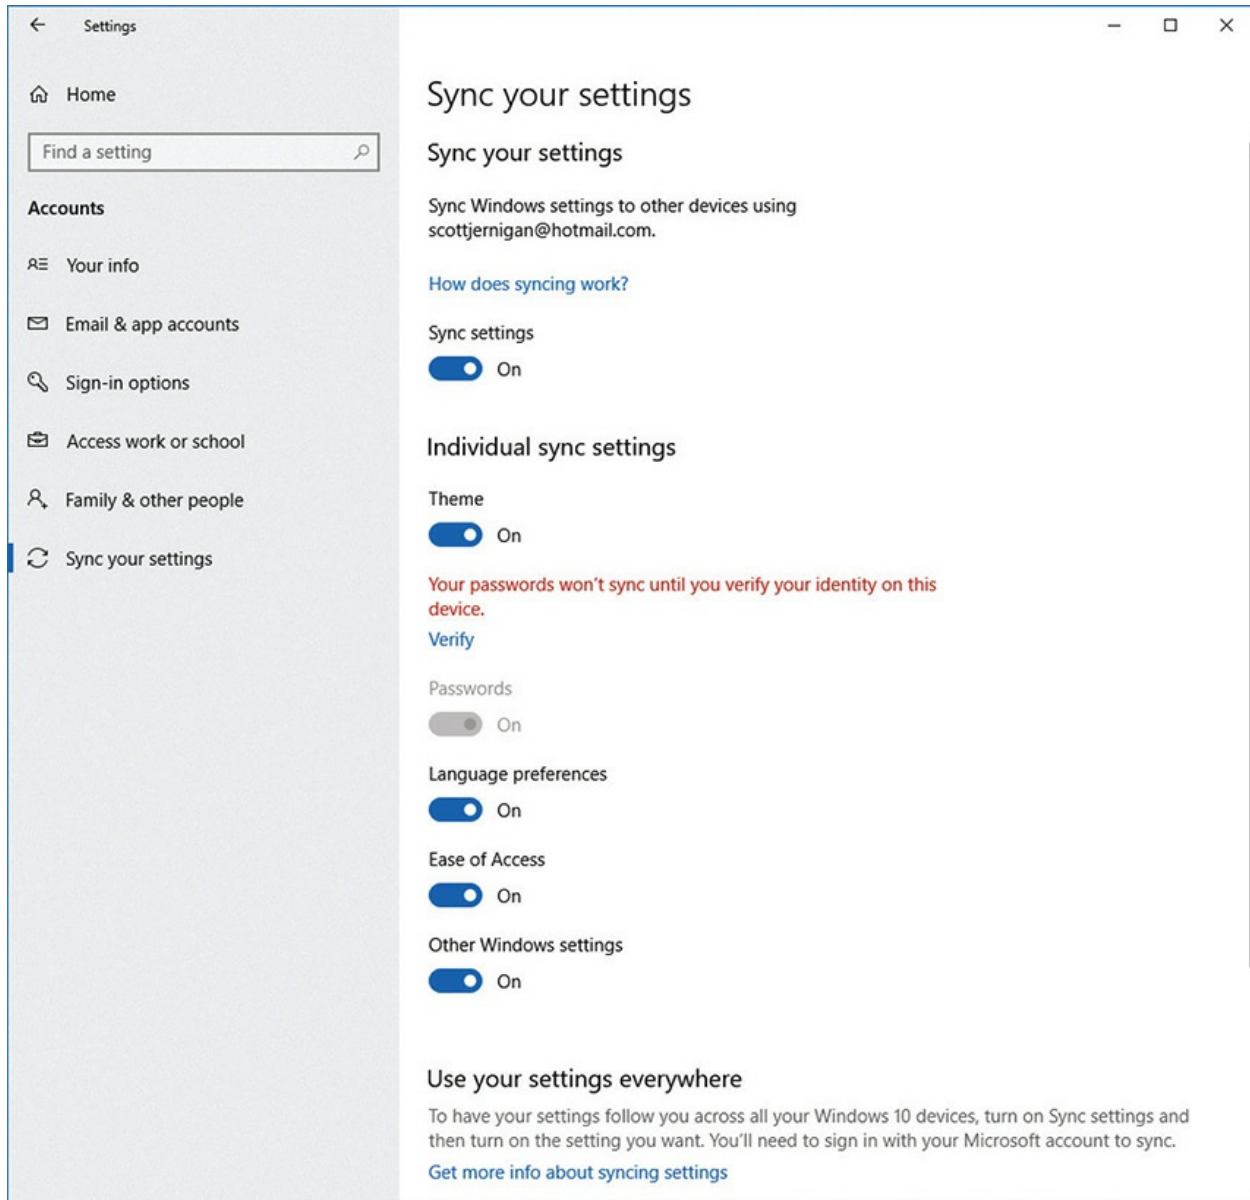 Settings
Home
Find a setting
Accounts
Your info
Email & app accounts
Sign-in options
Access work or school
Family & other people
Sync your settings
Sync your settings
Sync your settings
Sync Windows settings to other devices using
scottjernigan@hotmail.com.
How does syncing work?
Sync settings
On
Individual sync settings
Theme
On
Your passwords won't sync until you verify your identity on this
device.
Verify
Passwords
On
Language preferences
On
Ease of Access
On
Other Windows settings
On
Use your settings everywhere
To have your settings follow you across all your Windows 10 devices, turn on Sync settings and
then turn on the setting you want. You'll need to sign in with your Microsoft account to sync.
Get more info about syncing settings